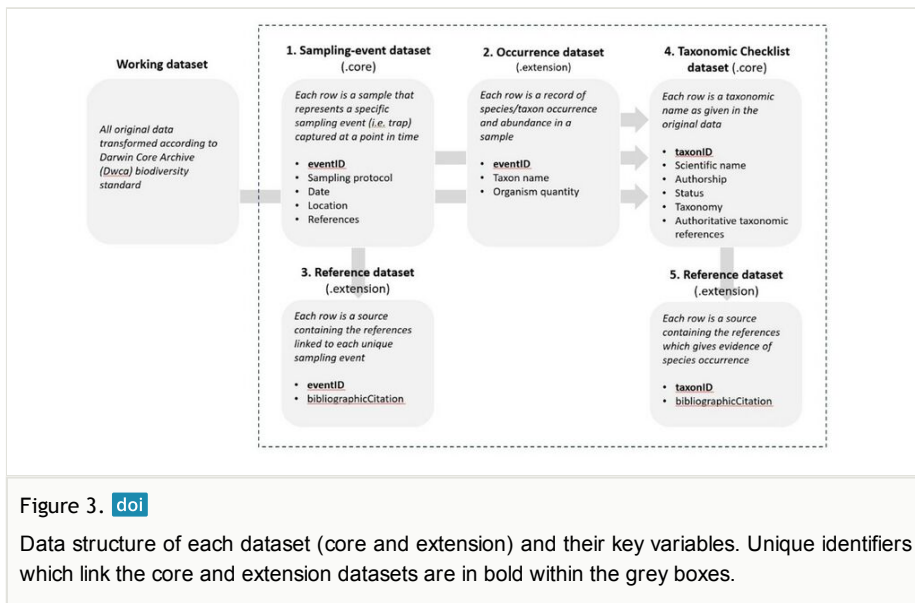 Working dataset
All original data
transformed according to
Darwin Core Archive
(Dwca) biodiversity
standard
1. Sampling-event dataset
(.core)
Each row is a sample that
represents a specific
sampling event (i.e. trap)
captured at a point in time
• eventID
• Sampling protocol
• Date
• Location
• References
2. Occurrence dataset
(.extension)
Each row is a record of
species/taxon occurrence
and abundance in a
sample
• eventID
• Taxon name
• Organism quantity
4. Taxonomic Checklist
dataset (.core)
Each row is a taxonomic
name as given in the
original data
• taxonID
• Scientific name
• Authorship
• Status
• Taxonomy
• Authoritative taxonomic
references
3. Reference dataset
(.extension)
Each row is a source
containing the references
linked to each unique
sampling event
• eventID
• bibliographicCitation
5. Reference dataset
(.extension)
Each row is a source
containing the references
which gives evidence of
species occurrence
• taxonID
• bibliographicCitation
Figure 3. doi
Data structure of each dataset (core and extension) and their key variables. Unique identifiers
which link the core and extension datasets are in bold within the grey boxes.